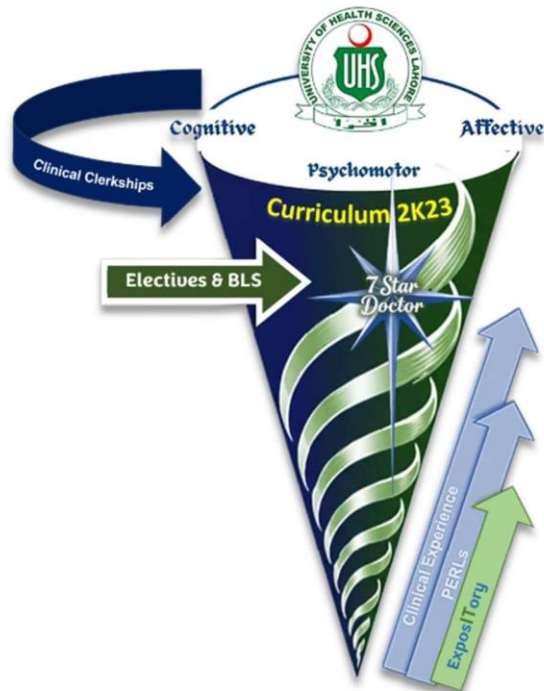 UNIVERSITY OF HEALTH SCIENCES LAHORE
UHS
Cognitive
Affective
Psychomotor
Clinical Clerkships
Curriculum 2K23
Electives & BLS
7 Star
Doctor
Clinical Experience
PERLs
ExposITory